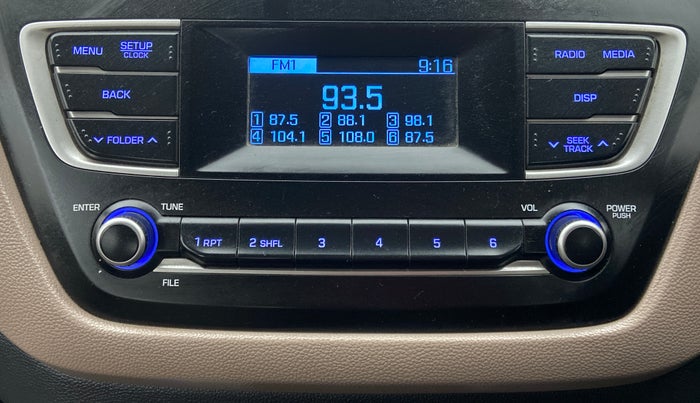 MENU SETUP CLOCK
BACK
FOLDER
FM1 9:16
93.5
1 87.5 2 88.1 3 98.1
4 104.1 5 108.0 6 87.5
RADIO MEDIA
DISP
SEEK TRACK
ENTER TUNE
FILE
1 RPT 2 SHFL 3 4 5 6
VOL POWER PUSH